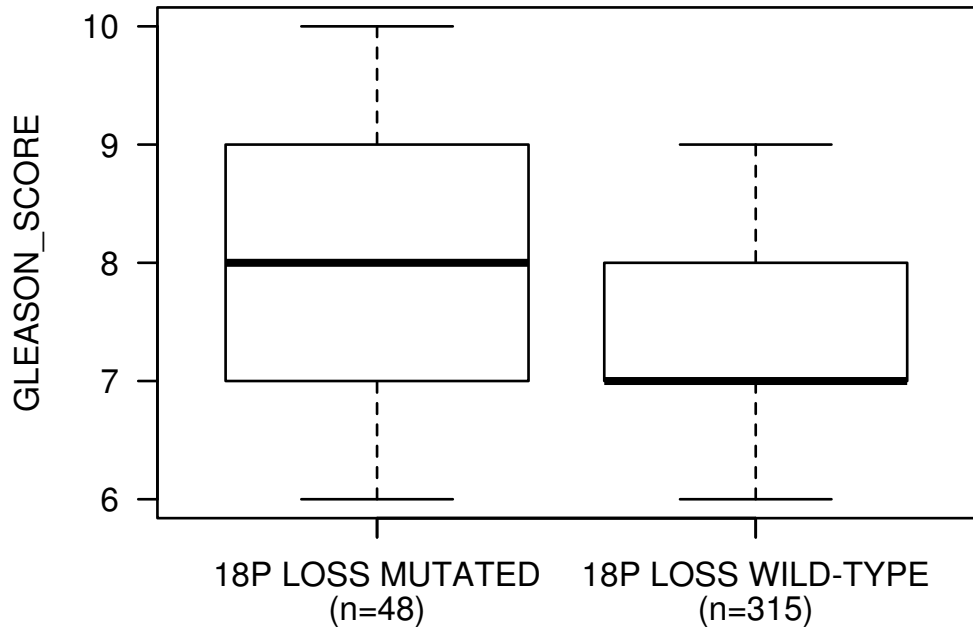 GLEASON_SCORE
10
9
8
7
6
18P LOSS MUTATED
(n=48)
18P LOSS WILD-TYPE
(n=315)